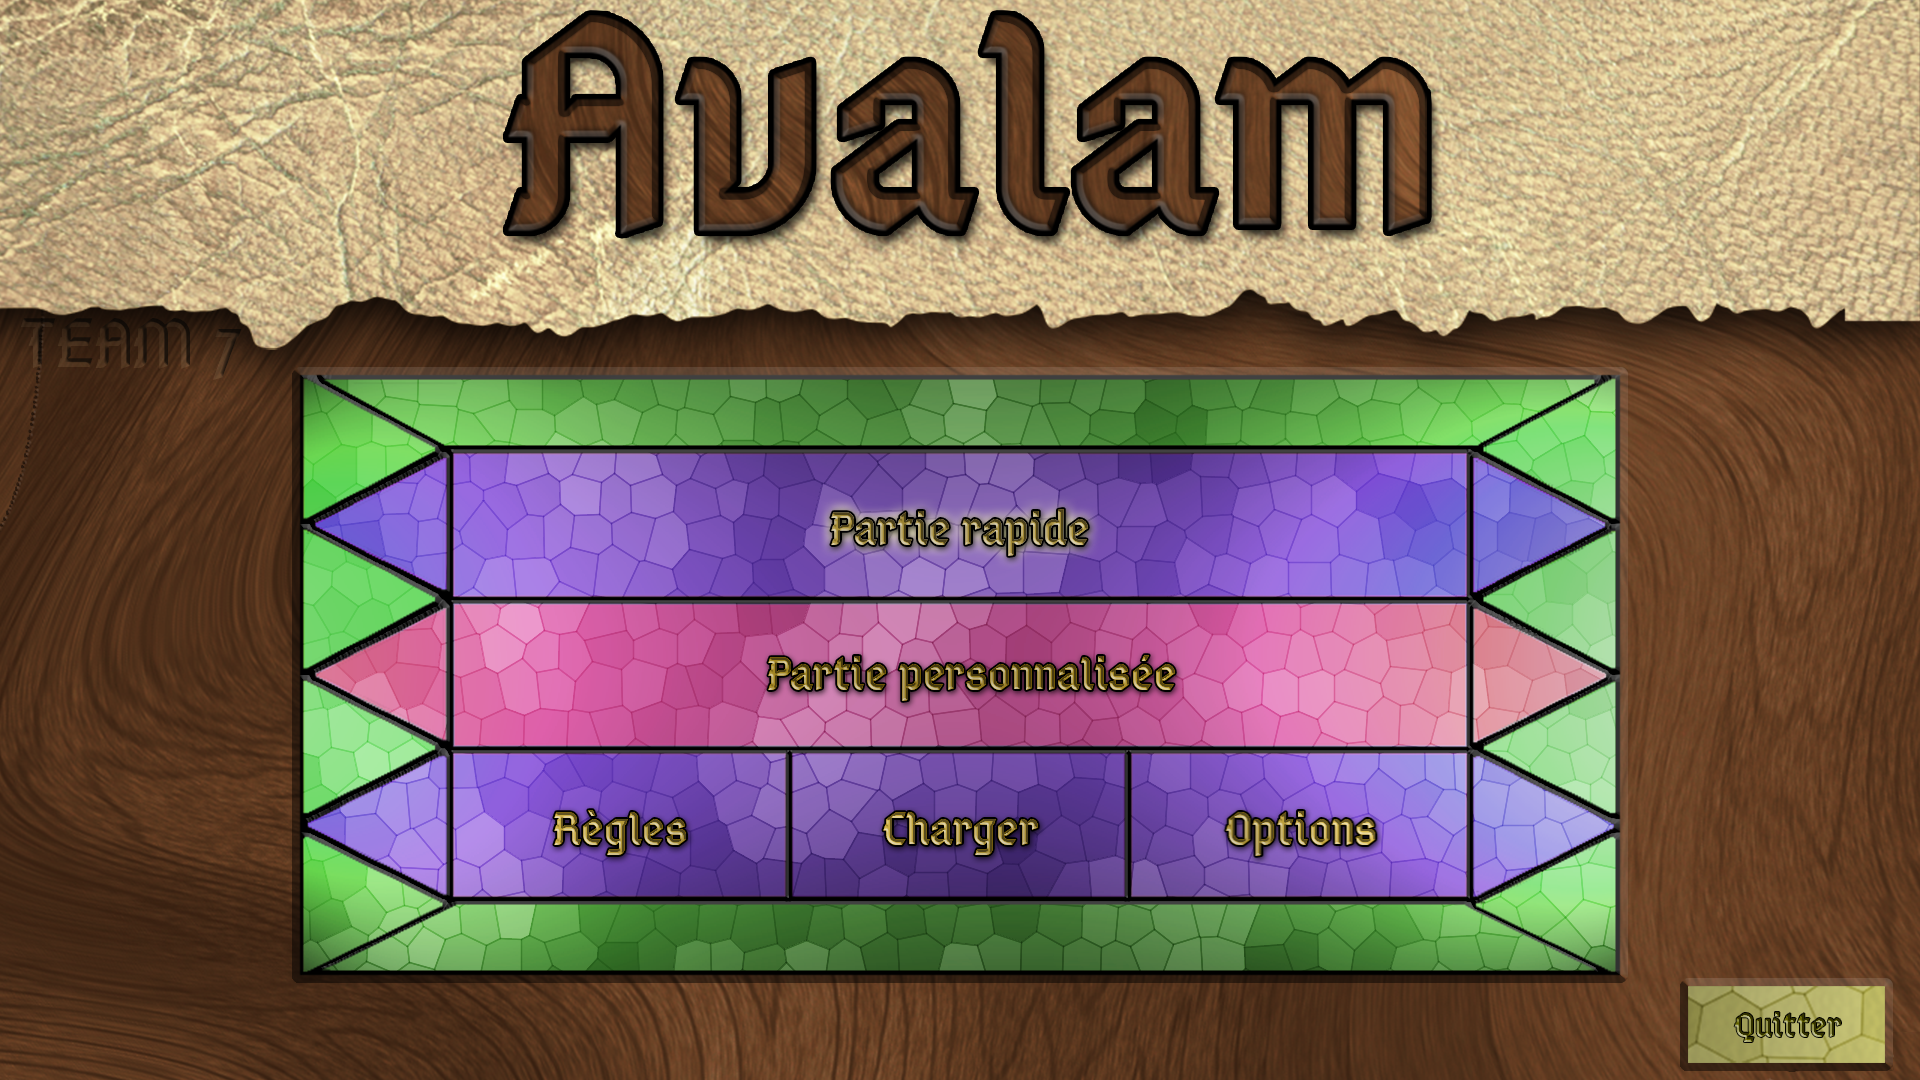 Avalam
TEAM 7
Partie rapide
Partie personnalisée
Règles
Charger
Options
Quitter